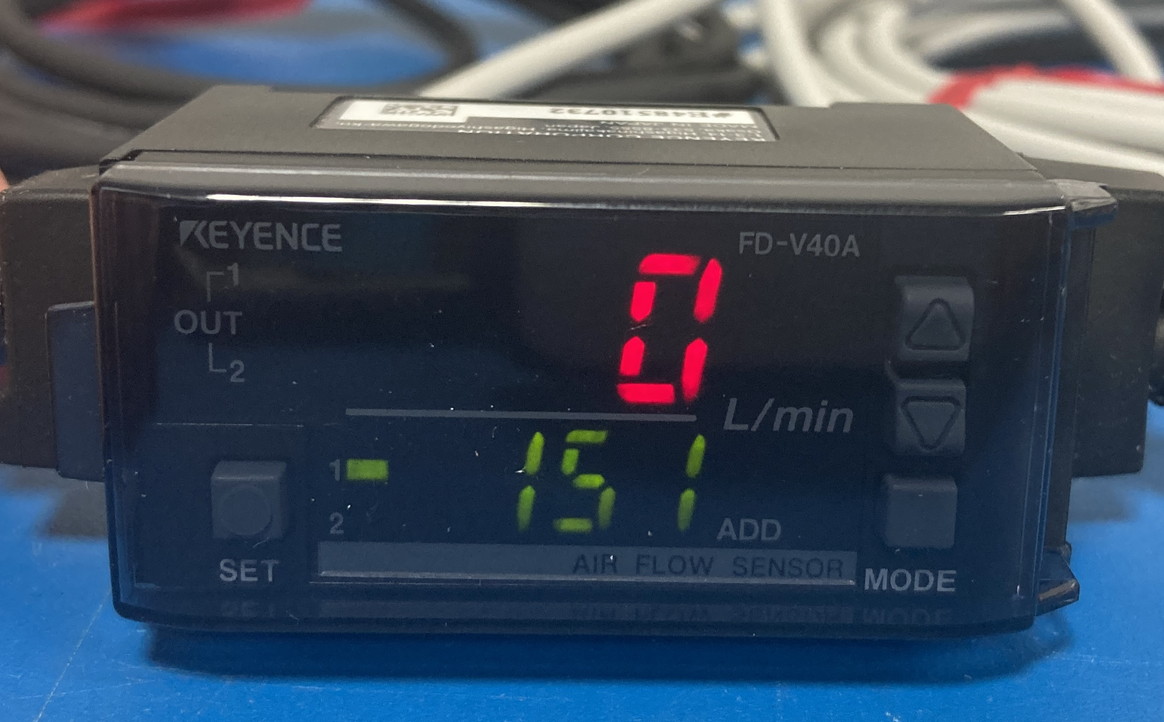 KEYENCE
FD-V40A
1
OUT
2
0
L/min
1
151
2
ADD
AIR FLOW SENSOR
SET
MODE